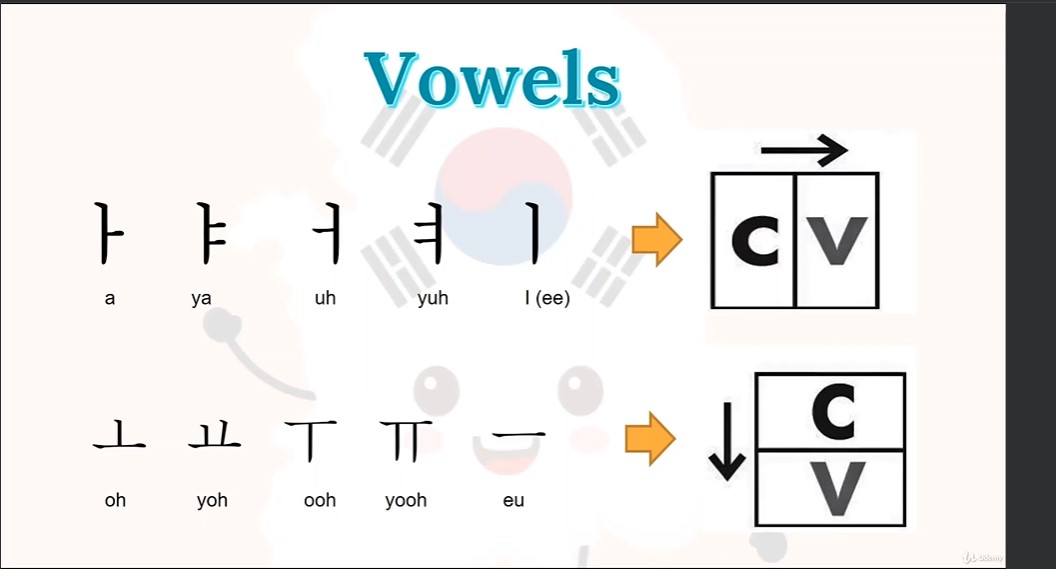 Vowels
ㅏ ㅑ ㅓ ㅕ ㅣ
a ya uh yuh I (ee)
C V
ㅗ ㅛ ㅜ ㅠ ㅡ
oh yoh ooh yooh eu
C
V
Udemy